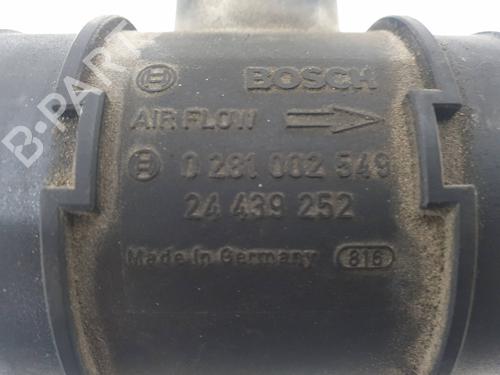 BOSCH
AIR FLOW
0 281 002 549
24 439 252
Made in Germany 816
B-PARTS